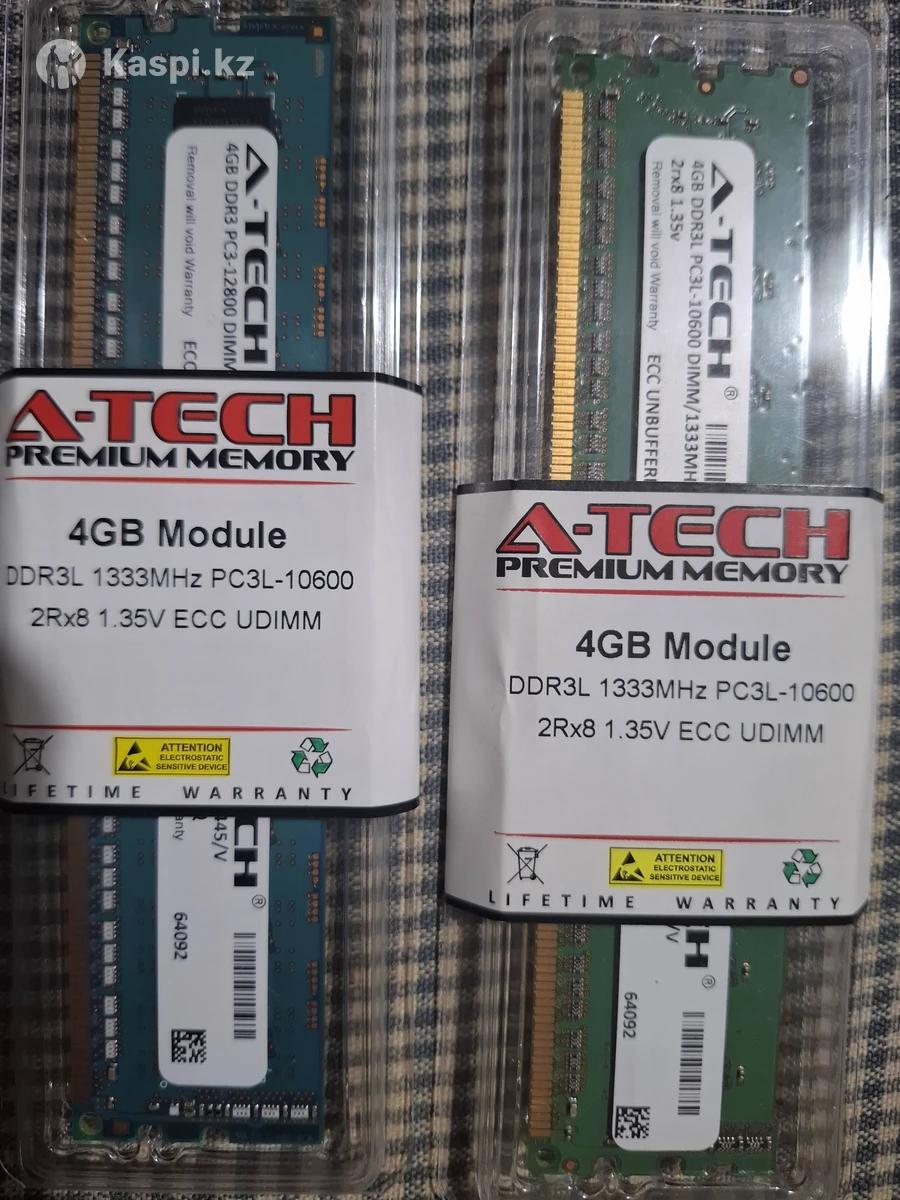 Kaspi.kz
A-TECH
4GB DDR3 PC3-12800 DIMM
Removal will void Warranty
A-TECH
PREMIUM MEMORY
4GB Module
DDR3L 1333MHz PC3L-10600
2Rx8 1.35V ECC UDIMM
ATTENTION
ELECTROSTATIC
SENSITIVE DEVICE
LIFETIME WARRANTY
64092
A-TECH®
4GB DDR3L PC3L-10600 DIMM/1333MH
2rx8 1.35v
Removal will void Warranty
ECC UNBUFFER
A-TECH
PREMIUM MEMORY
4GB Module
DDR3L 1333MHz PC3L-10600
2Rx8 1.35V ECC UDIMM
ATTENTION
ELECTROSTATIC
SENSITIVE DEVICE
LIFETIME WARRANTY
64092